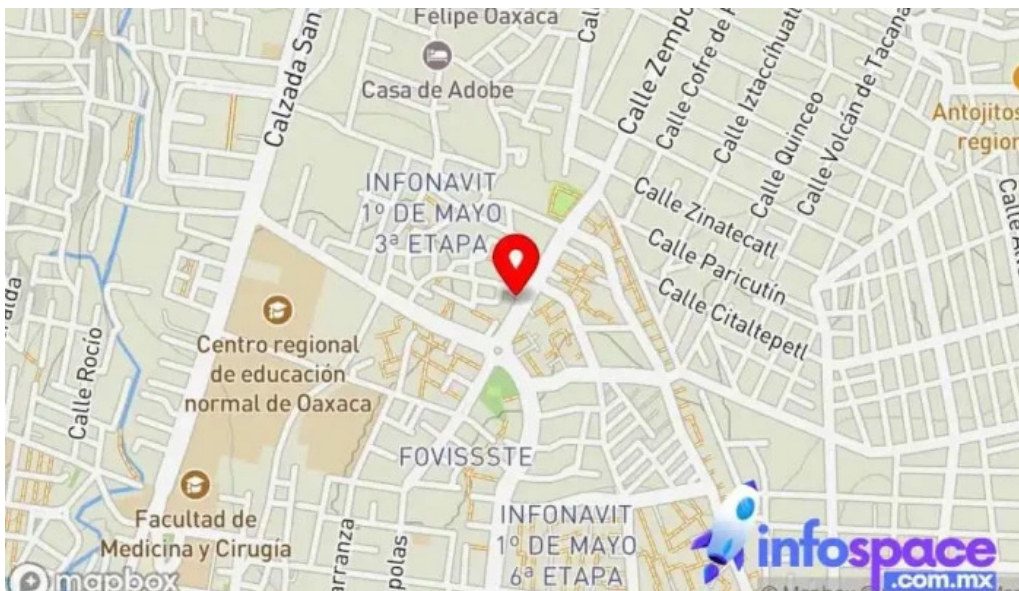 Felipe Oaxaca
Casa de Adobe
Calzada San
Calle Zempo
Calle Cofre de P
Calle Iztaccíhuatl
Calle Quinceo
Calle Volcán de Tacana
Antojitos
region
INFONAVIT
1º DE MAYO
3ª ETAPA
Calle Zinatecatl
Calle Paricutín
Calle Citaltepetl
Centro regional
de educación
normal de Oaxaca
Calle Rocío
FOVISSSTE
Facultad de
Medicina y Cirugía
INFONAVIT
1º DE MAYO
6ª ETAPA
mapbox
infospace
.com.mx